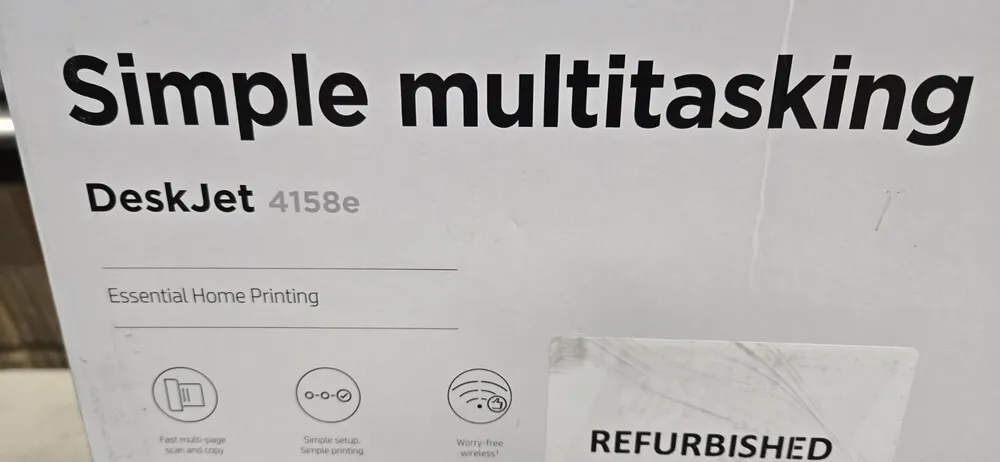 Simple multitasking
DeskJet 4158e
Essential Home Printing
Fast multi-page
scan and copy
Simple setup.
Simple printing.
Worry-free
wireless¹
REFURBISHED